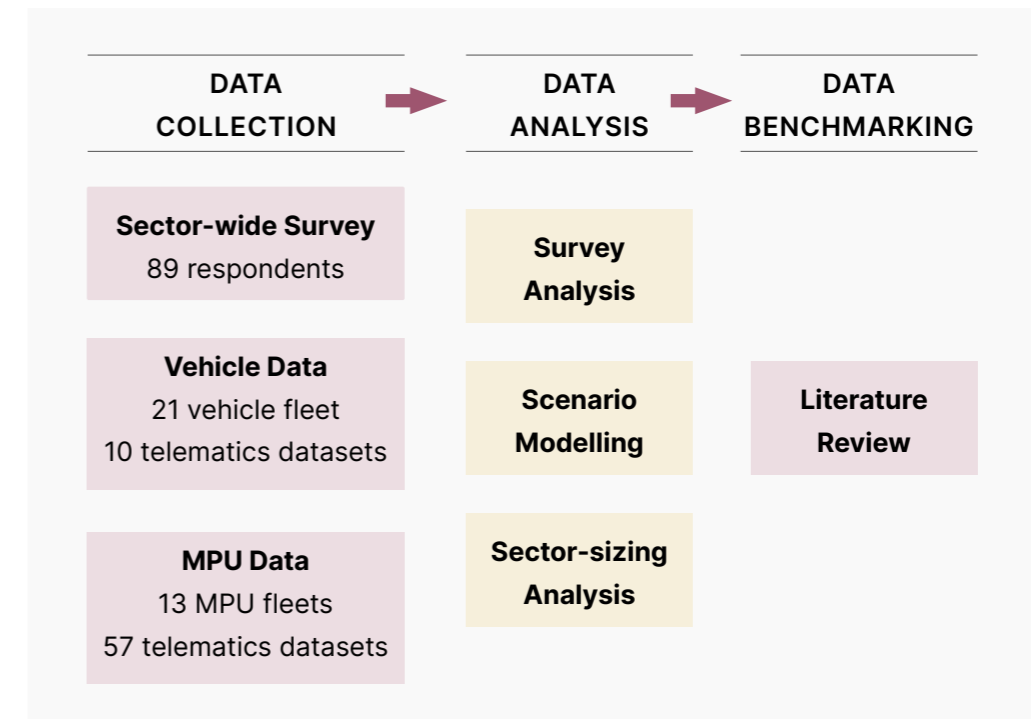 DATA
COLLECTION
DATA
ANALYSIS
DATA
BENCHMARKING
Sector-wide Survey
89 respondents
Vehicle Data
21 vehicle fleet
10 telematics datasets
MPU Data
13 MPU fleets
57 telematics datasets
Survey
Analysis
Scenario
Modelling
Sector-sizing
Analysis
Literature
Review